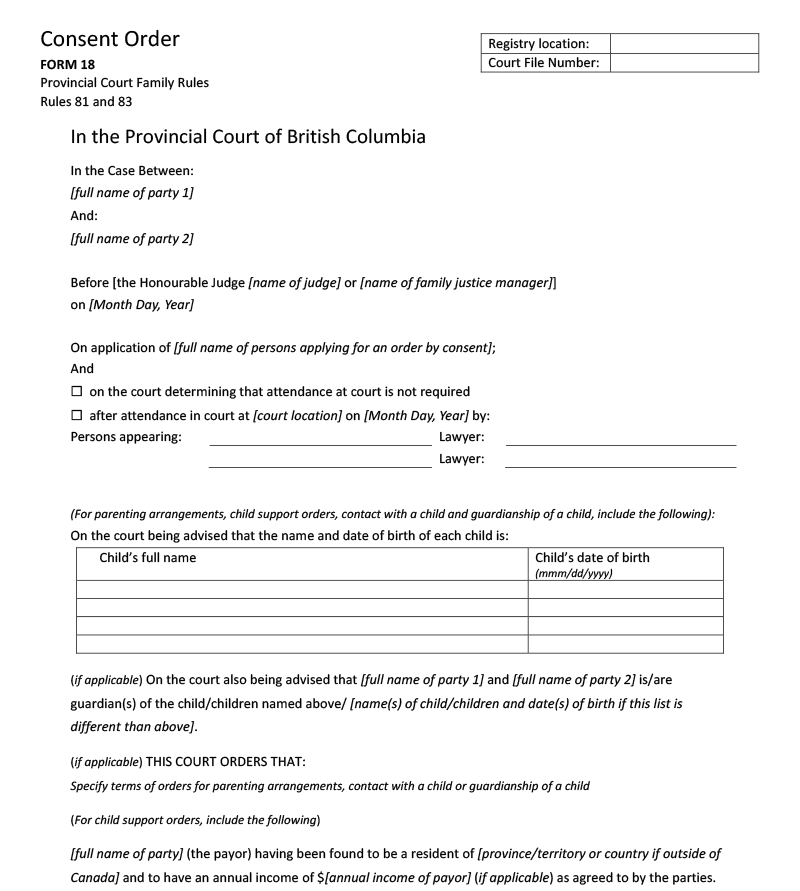 Consent Order
FORM 18
Provincial Court Family Rules
Rules 81 and 83
Registry location:
Court File Number:
In the Provincial Court of British Columbia
In the Case Between:
[full name of party 1]
And:
[full name of party 2]
Before [the Honourable Judge [name of judge] or [name of family justice manager]]
on [Month Day, Year]
On application of [full name of persons applying for an order by consent];
And
☐ on the court determining that attendance at court is not required
☐ after attendance in court at [court location] on [Month Day, Year] by:
Persons appearing: Lawyer:
Lawyer:
(For parenting arrangements, child support orders, contact with a child and guardianship of a child, include the following):
On the court being advised that the name and date of birth of each child is:
Child's full name Child's date of birth
(mmm/dd/yyyy)
(if applicable) On the court also being advised that [full name of party 1] and [full name of party 2] is/are
guardian(s) of the child/children named above/ [name(s) of child/children and date(s) of birth if this list is
different than above].
(if applicable) THIS COURT ORDERS THAT:
Specify terms of orders for parenting arrangements, contact with a child or guardianship of a child
(For child support orders, include the following)
[full name of party] (the payor) having been found to be a resident of [province/territory or country if outside of
Canada] and to have an annual income of $[annual income of payor] (if applicable) as agreed to by the parties.